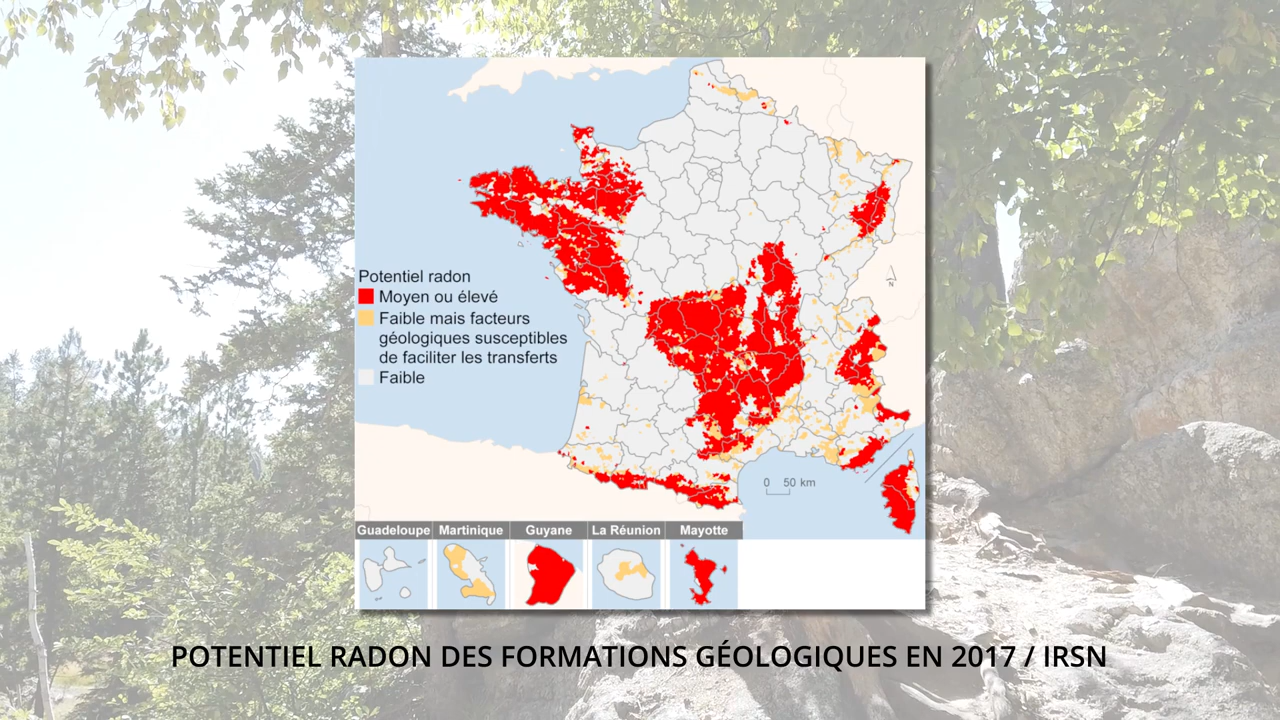 Potentiel radon
Moyen ou élevé
Faible mais facteurs
géologiques susceptibles
de faciliter les transferts
Faible
N
0 50 km
Guadeloupe Martinique Guyane La Réunion Mayotte
POTENTIEL RADON DES FORMATIONS GÉOLOGIQUES EN 2017 / IRSN